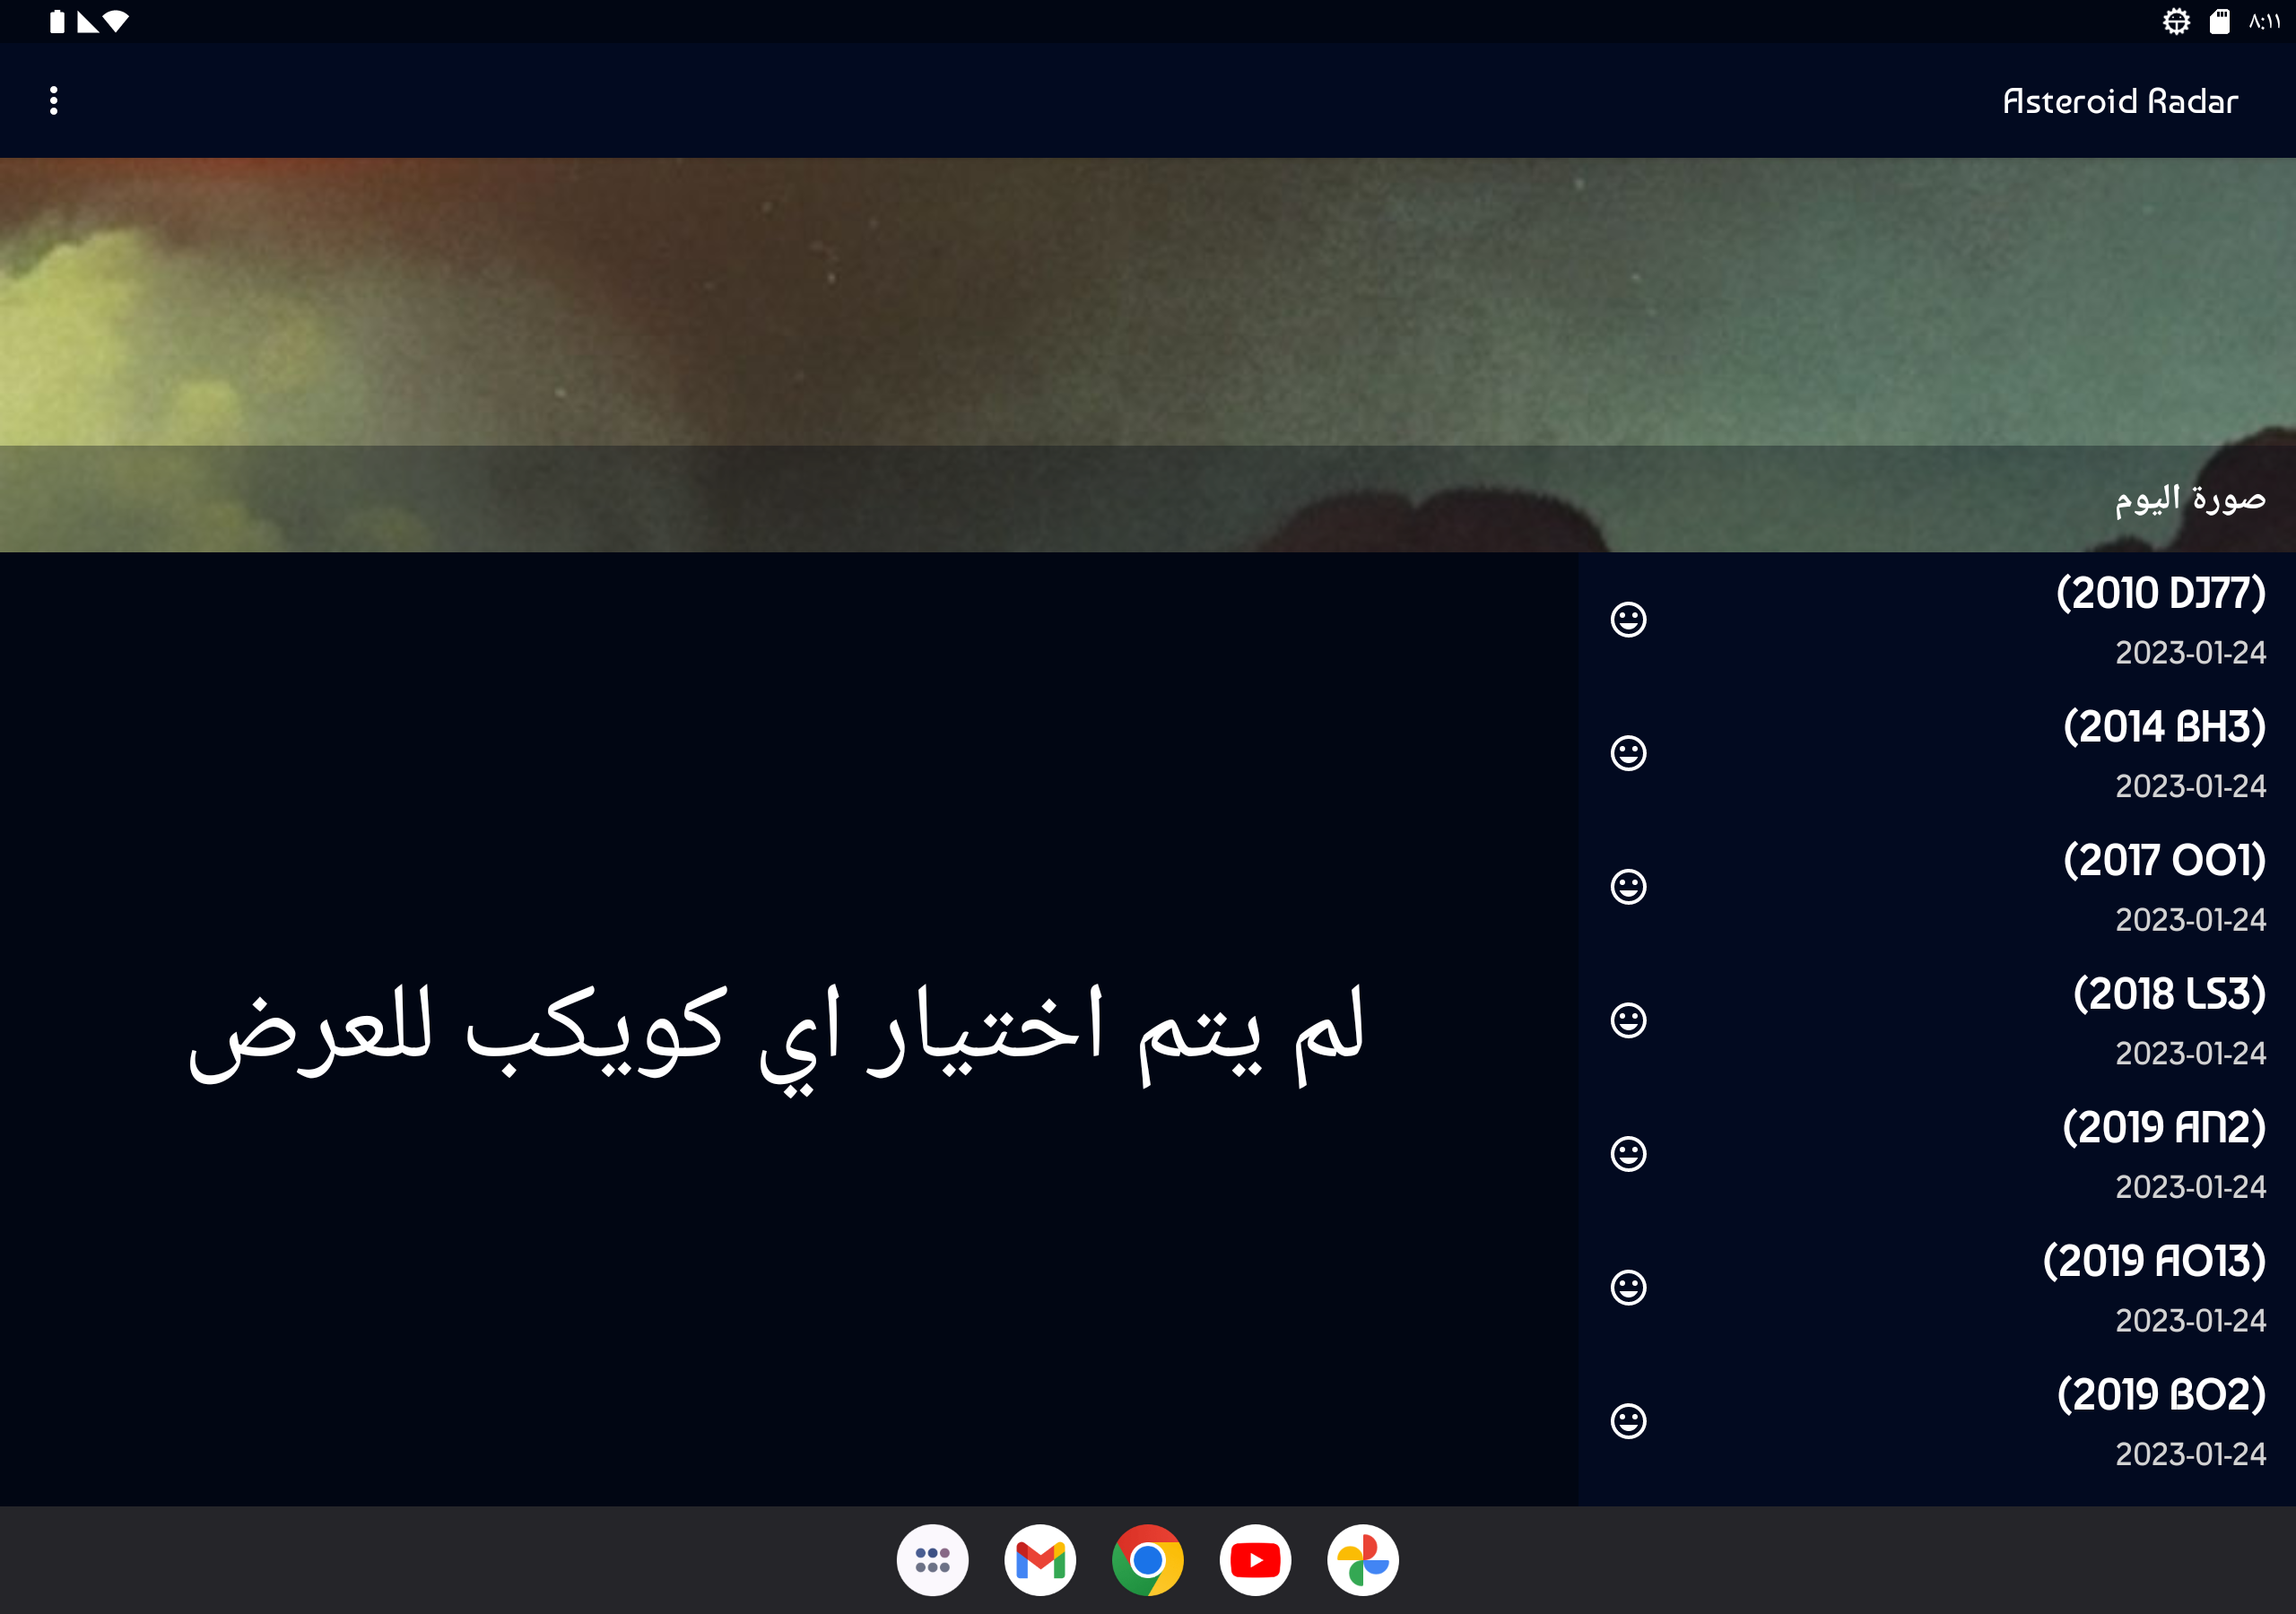 ٨:١١
Asteroid Radar
صورة اليوم
(2010 DJ77)
2023-01-24
(2014 BH3)
2023-01-24
(2017 OO1)
2023-01-24
(2018 LS3)
2023-01-24
(2019 AN2)
2023-01-24
(2019 AO13)
2023-01-24
(2019 BO2)
2023-01-24
لم يتم اختيار اي كويكب للعرض